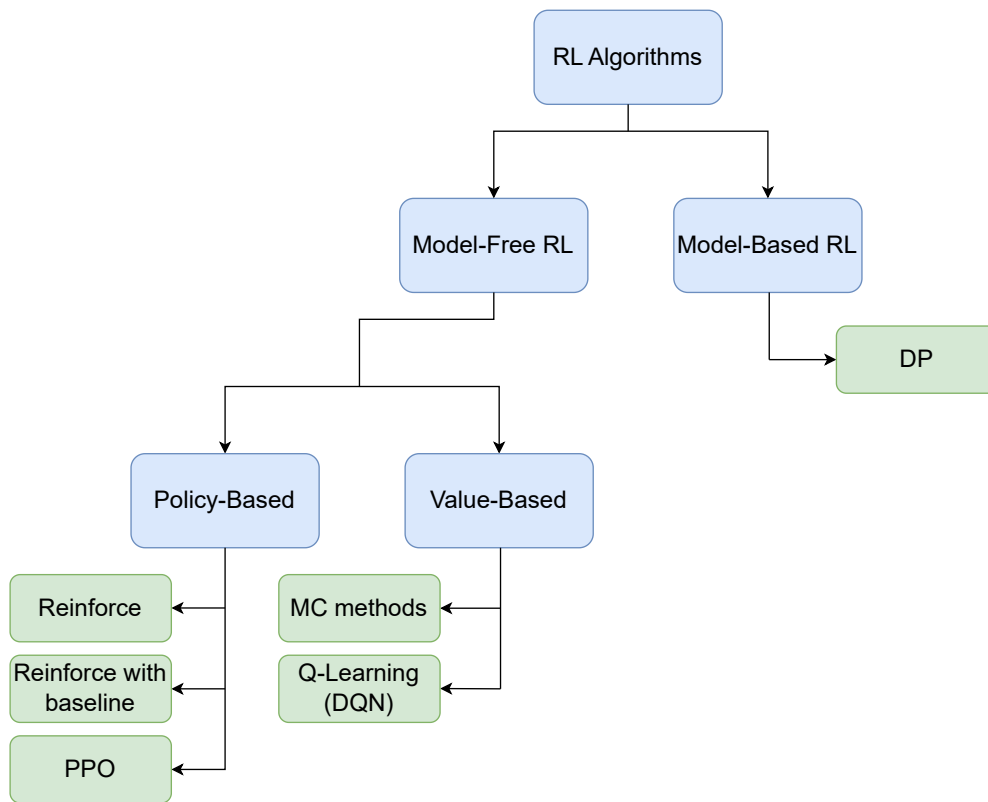 RL Algorithms
Model-Free RL
Model-Based RL
DP
Policy-Based
Value-Based
Reinforce
MC methods
Reinforce with
baseline
Q-Learning
(DQN)
PPO